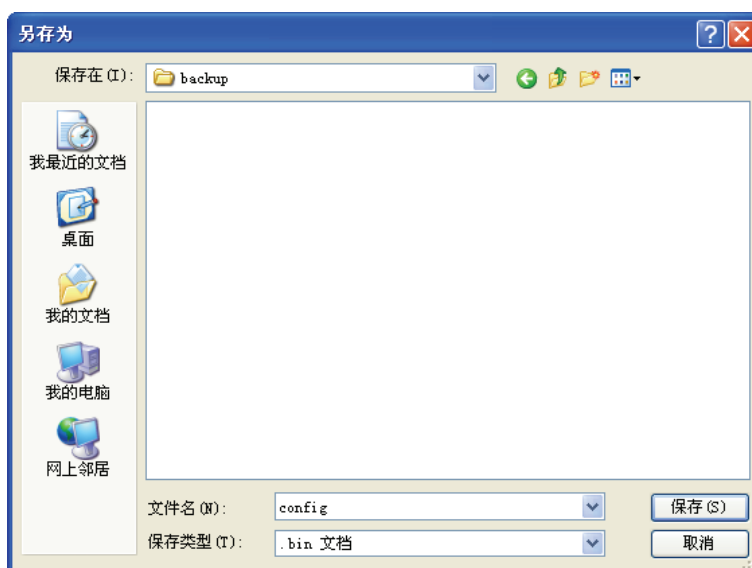 另存为
保存在(I):
backup
我最近的文档
桌面
我的文档
我的电脑
网上邻居
文件名(N):
config
保存(S)
保存类型(T):
.bin 文档
取消